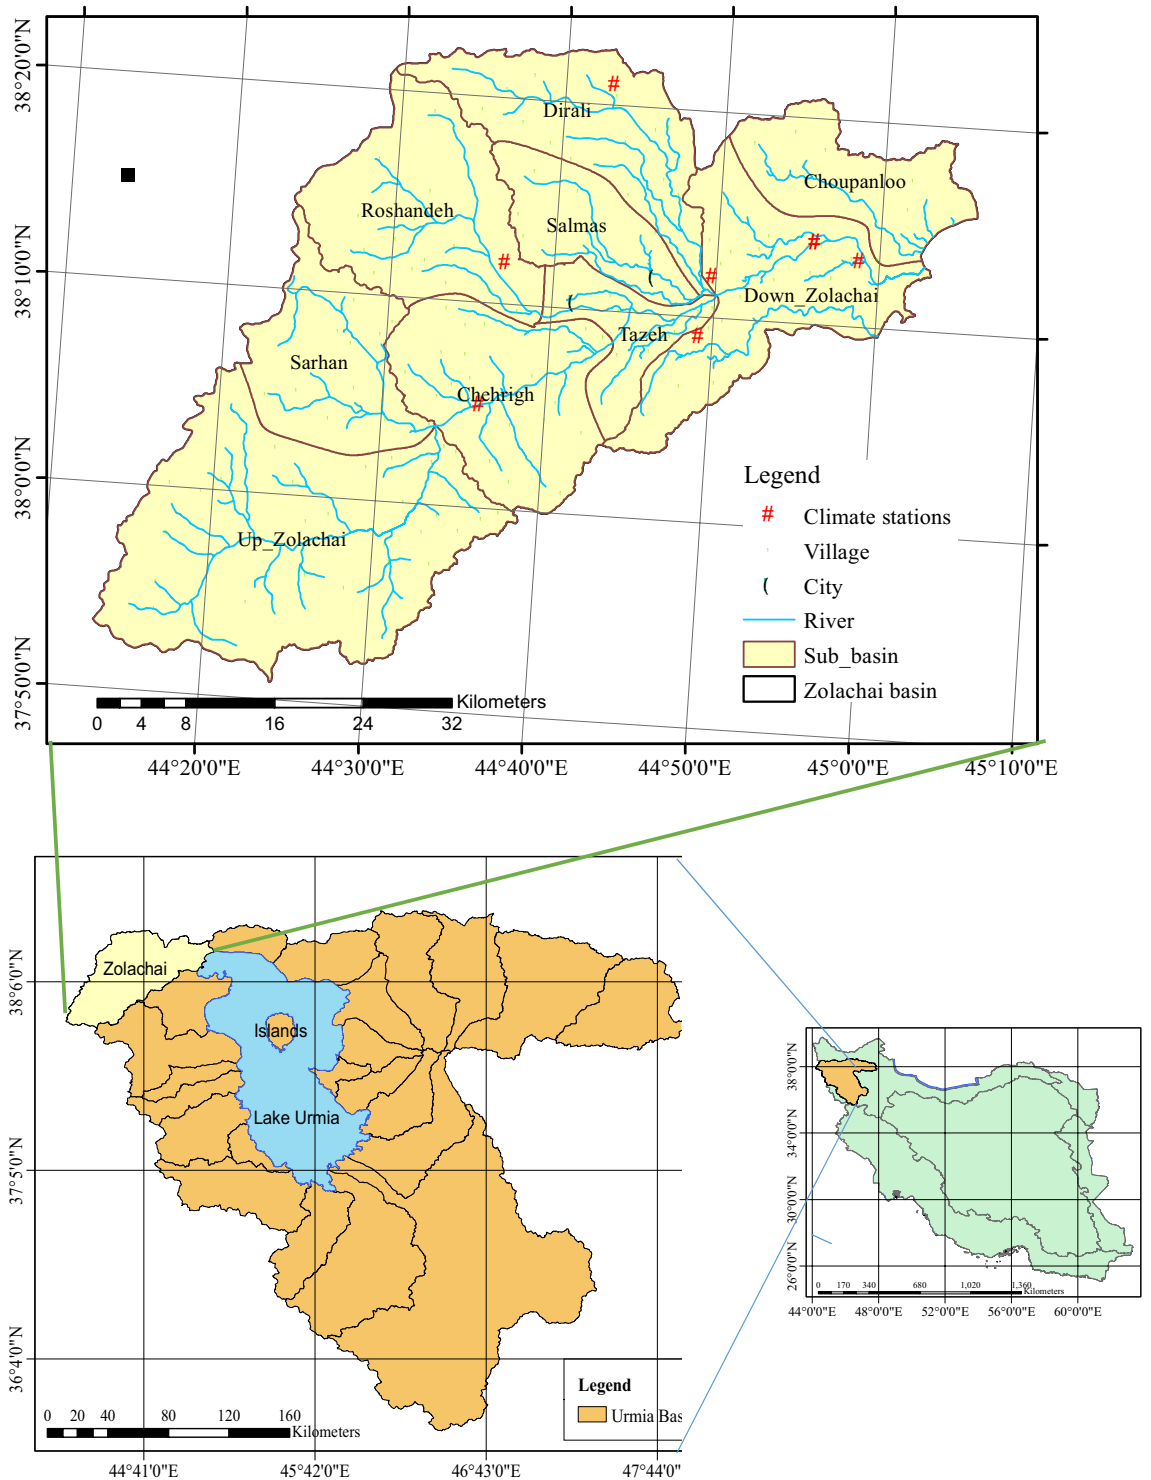 38°20'0"N
38°10'0"N
38°0'0"N
37°50'0"N
Dirali
Choupanloo
Roshandeh
Salmas
Down_Zolachai
Tazeh
Sarhan
Chehrigh
Up_Zolachai
Legend
# Climate stations
Village
City
River
Sub_basin
Zolachai basin
Kilometers
0 4 8 16 24 32
44°20'0"E 44°30'0"E 44°40'0"E 44°50'0"E 45°0'0"E 45°10'0"E
38°6'0"N
37°5'0"N
36°4'0"N
Zolachai
Islands
Lake Urmia
Legend
Urmia Bas
0 20 40 80 120 160
Kilometers
44°41'0"E 45°42'0"E 46°43'0"E 47°44'0"
38°0'0"N
34°0'0"N
30°0'0"N
26°0'0"N
0 170 340 680 1,020 1,360
Kilometers
44°0'0"E 48°0'0"E 52°0'0"E 56°0'0"E 60°0'0"E